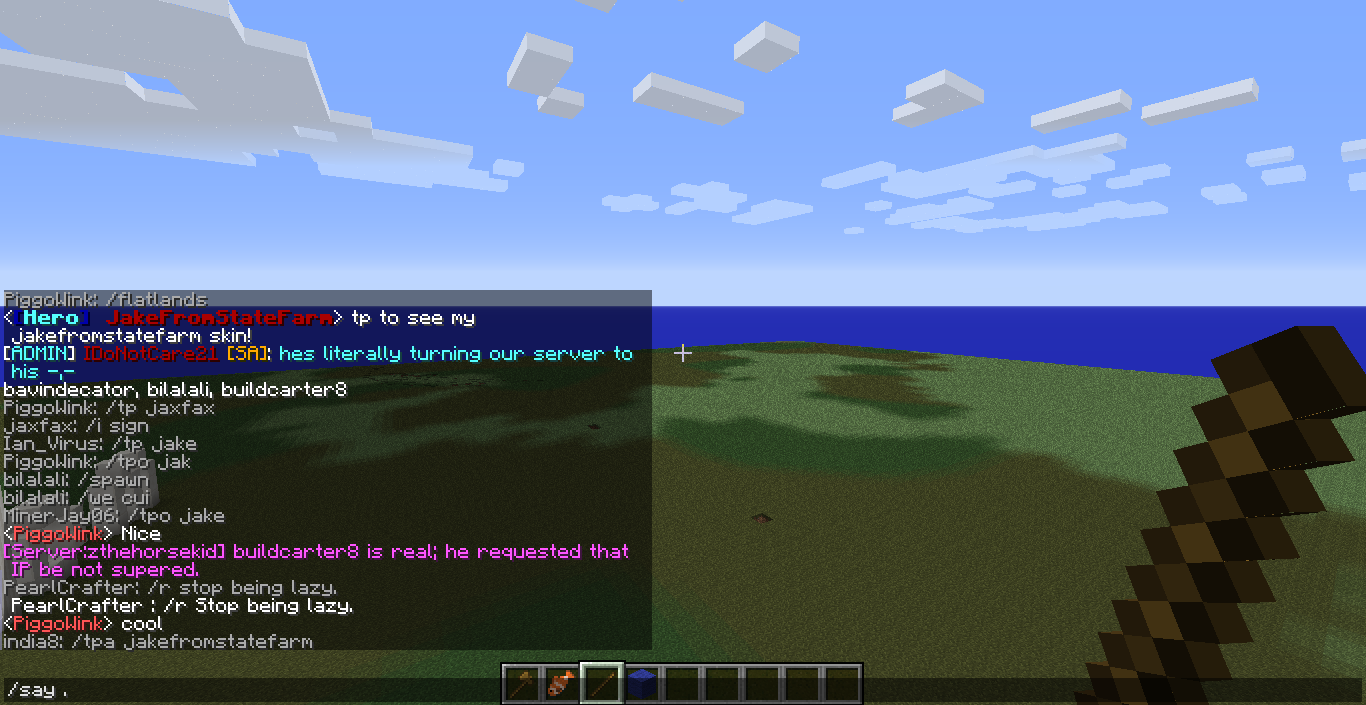 PiggoWink: /flatlands
<[Hero] JakeFromStateFarm> tp to see my
jakefromstatefarm skin!
[ADMIN] IDoNotCare21 [SA]: hes literally turning our server to
his -,-
bavindecator, bilalali, buildcarter8
PiggoWink: /tp jaxfax
jaxfax: /i sign
Ian_Virus: /tp jake
PiggoWink: /tpo jak
bilalali: /spawn
bilalali: /we cui
MinerJay06: /tpo jake
<PiggoWink> Nice
[Server:zthehorsekid] buildcarter8 is real; he requested that
IP be not supered.
PearlCrafter: /r stop being lazy.
PearlCrafter : /r Stop being lazy.
<PiggoWink> cool
india8: /tpa jakefromstatefarm
/say .